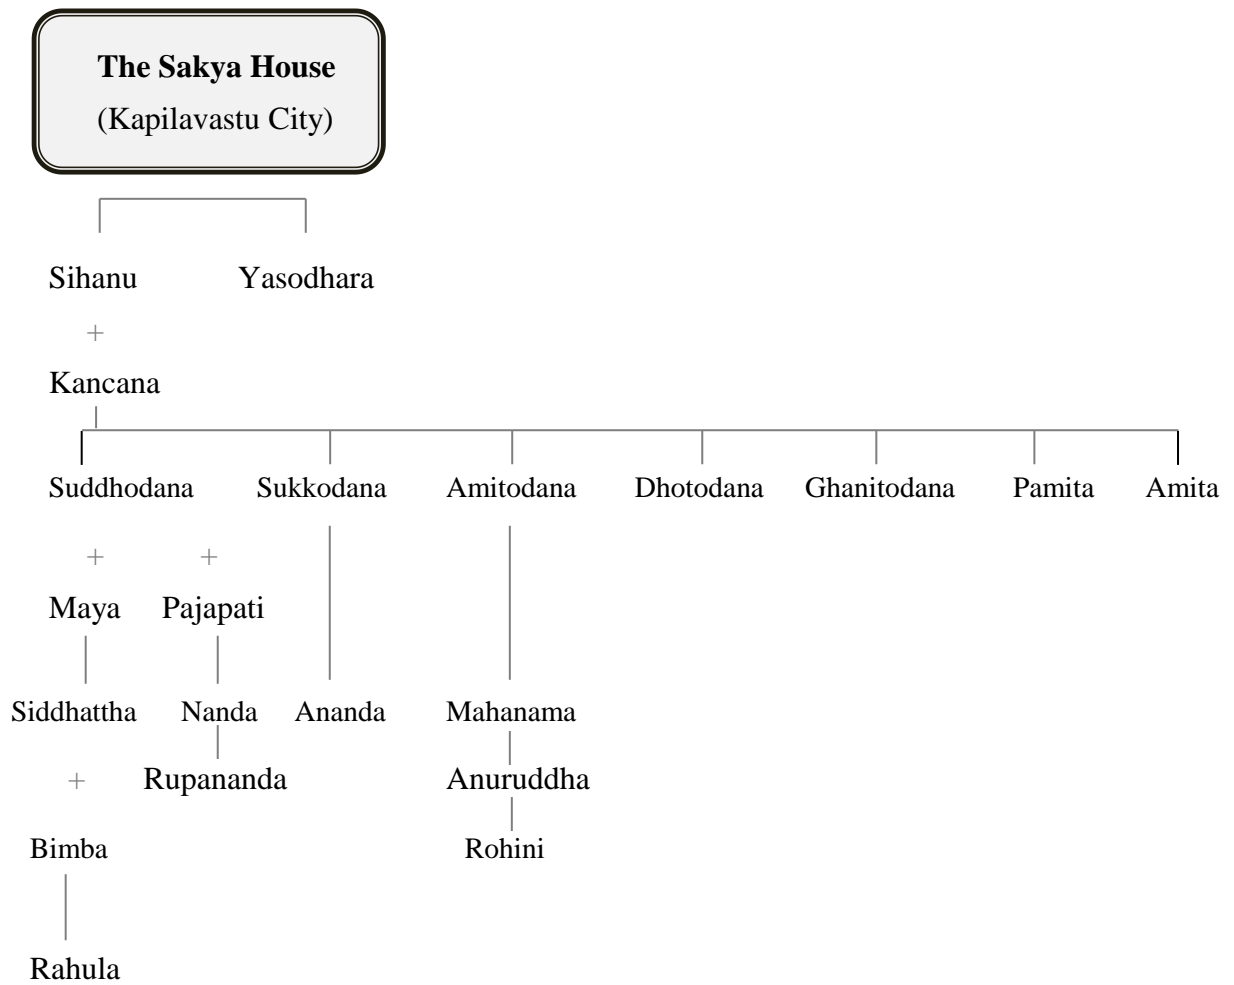 The Sakya House
(Kapilavastu City)
Sihanu Yasodhara
+
Kancana
Suddhodana Sukkodana Amitodana Dhotodana Ghanitodana Pamita Amita
+ +
Maya Pajapati
Siddhattha Nanda Ananda Mahanama
+ Rupananda Anuruddha
Bimba Rohini
Rahula